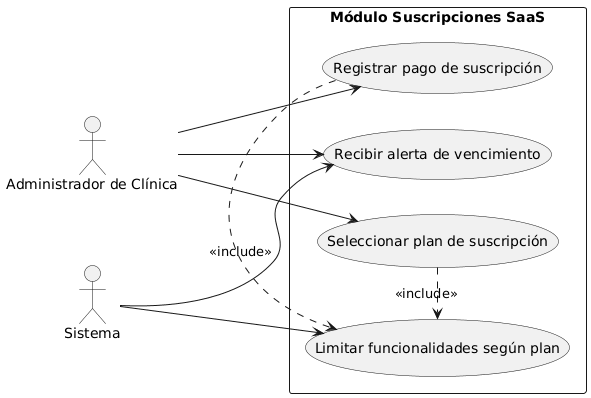 Módulo Suscripciones SaaS
Registrar pago de suscripción
Recibir alerta de vencimiento
Administrador de Clínica
Seleccionar plan de suscripción
«include»
«include»
Sistema
Limitar funcionalidades según plan